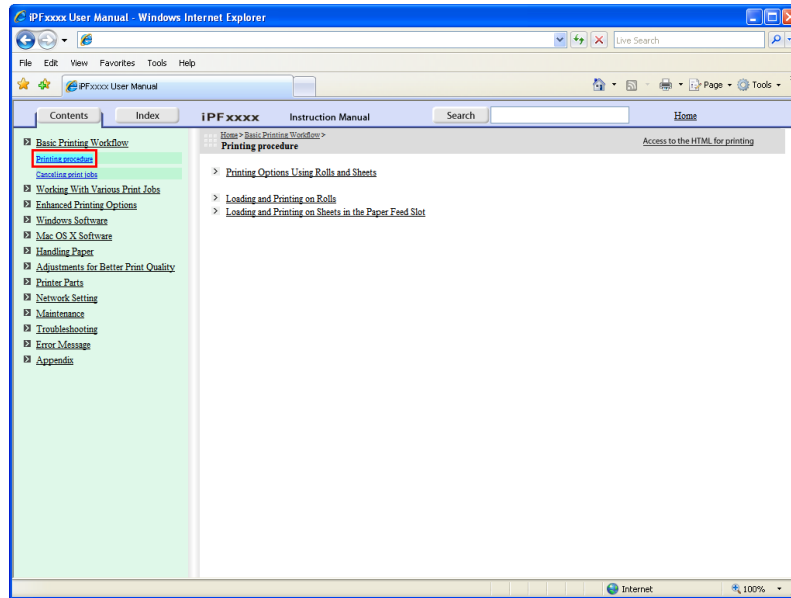 iPFxxxx User Manual - Windows Internet Explorer
Live Search
File Edit View Favorites Tools Help
iPFxxxx User Manual
Page Tools
Contents Index iPFxxxx Instruction Manual Search Home
Home > Basic Printing Workflow >
Printing procedure
Access to the HTML for printing
Basic Printing Workflow
Printing procedure
Canceling print jobs
Working With Various Print Jobs
Enhanced Printing Options
Windows Software
Mac OS X Software
Handling Paper
Adjustments for Better Print Quality
Printer Parts
Network Setting
Maintenance
Troubleshooting
Error Message
Appendix
> Printing Options Using Rolls and Sheets
> Loading and Printing on Rolls
> Loading and Printing on Sheets in the Paper Feed Slot
Internet 100%